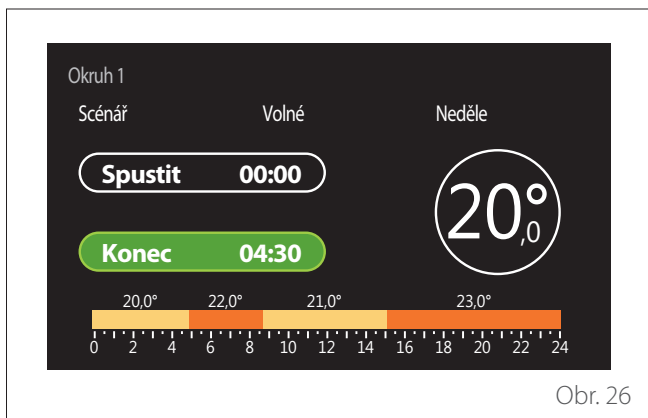 Okruh 1
Scénář Volné Neděle
Spustit 00:00
20°,0
Konec 04:30
20,0° 22,0° 21,0° 23,0°
0 2 4 6 8 10 12 14 16 18 20 22 24
Obr. 26